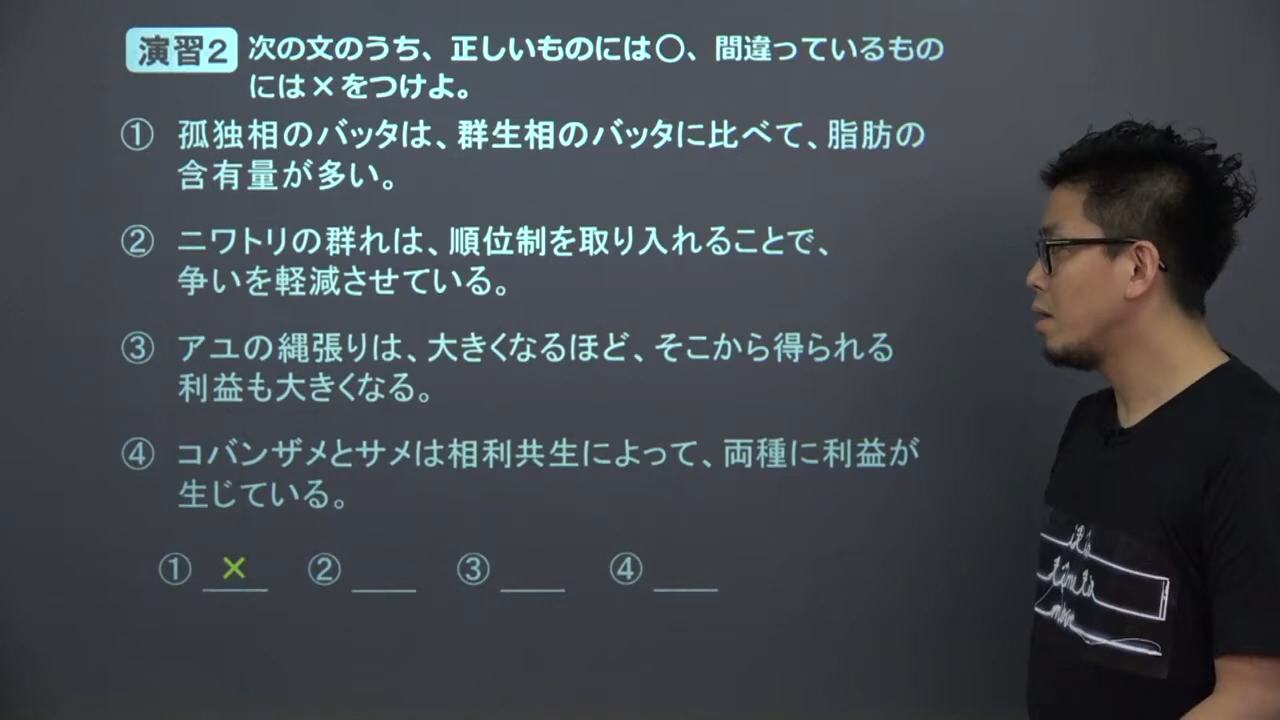 演習2 次の文のうち、正しいものには○、間違っているもの
には×をつけよ。
① 孤独相のバッタは、群生相のバッタに比べて、脂肪の
含有量が多い。
② ニワトリの群れは、順位制を取り入れることで、
争いを軽減させている。
③ アユの縄張りは、大きくなるほど、そこから得られる
利益も大きくなる。
④ コバンザメとサメは相利共生によって、両種に利益が
生じている。
① × ② ③ ④